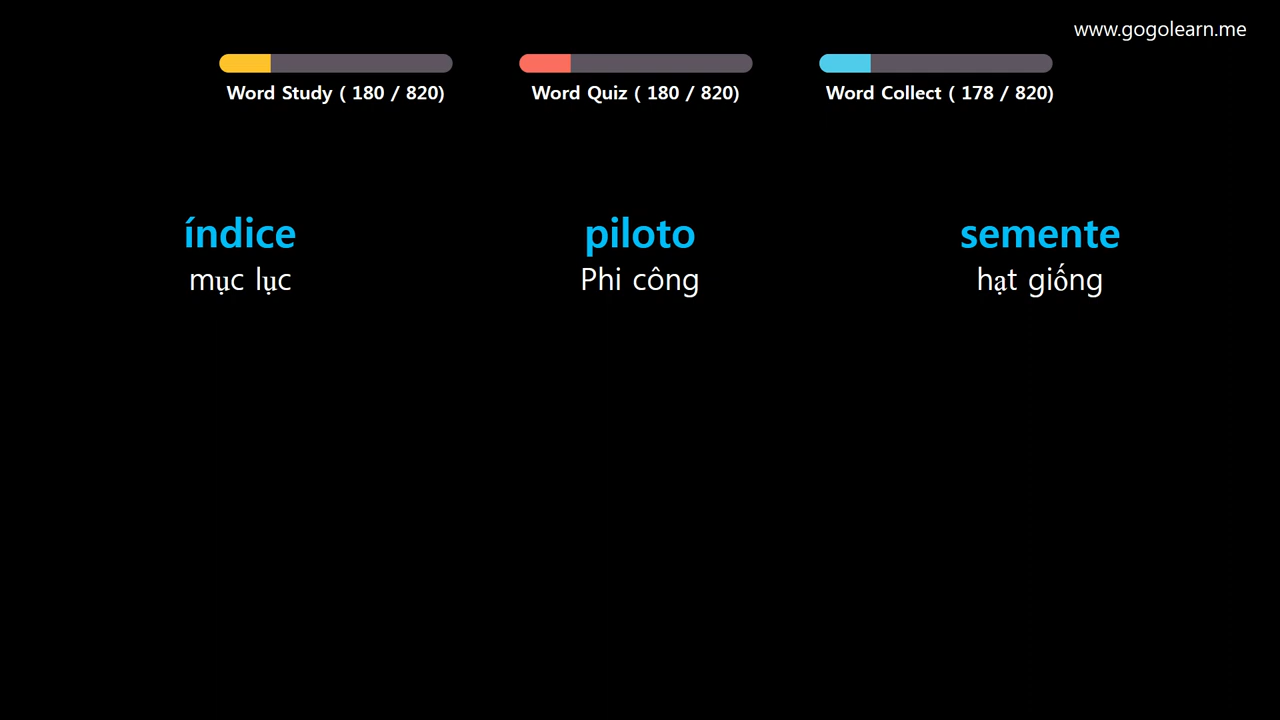 www.gogolearn.me
Word Study ( 180 / 820)
Word Quiz ( 180 / 820)
Word Collect ( 178 / 820)
índice
mục lục
piloto
Phi công
semente
hạt giống